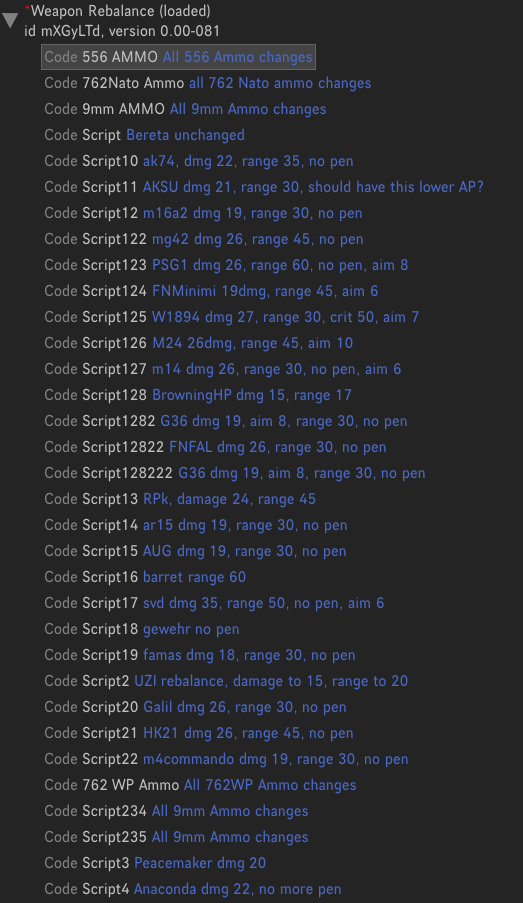 *Weapon Rebalance (loaded)
id mXGyLTd, version 0.00-081
Code 556 AMMO All 556 Ammo changes
Code 762Nato Ammo all 762 Nato ammo changes
Code 9mm AMMO All 9mm Ammo changes
Code Script Bereta unchanged
Code Script10 ak74, dmg 22, range 35, no pen
Code Script11 AKSU dmg 21, range 30, should have this lower AP?
Code Script12 m16a2 dmg 19, range 30, no pen
Code Script122 mg42 dmg 26, range 45, no pen
Code Script123 PSG1 dmg 26, range 60, no pen, aim 8
Code Script124 FNMinimi 19dmg, range 45, aim 6
Code Script125 W1894 dmg 27, range 30, crit 50, aim 7
Code Script126 M24 26dmg, range 45, aim 10
Code Script127 m14 dmg 26, range 30, no pen, aim 6
Code Script128 BrowningHP dmg 15, range 17
Code Script1282 G36 dmg 19, aim 8, range 30, no pen
Code Script12822 FNFAL dmg 26, range 30, no pen
Code Script128222 G36 dmg 19, aim 8, range 30, no pen
Code Script13 RPk, damage 24, range 45
Code Script14 ar15 dmg 19, range 30, no pen
Code Script15 AUG dmg 19, range 30, no pen
Code Script16 barret range 60
Code Script17 svd dmg 35, range 50, no pen, aim 6
Code Script18 gewehr no pen
Code Script19 famas dmg 18, range 30, no pen
Code Script2 UZI rebalance, damage to 15, range to 20
Code Script20 Galil dmg 26, range 30, no pen
Code Script21 HK21 dmg 26, range 45, no pen
Code Script22 m4commando dmg 19, range 30, no pen
Code 762 WP Ammo All 762WP Ammo changes
Code Script234 All 9mm Ammo changes
Code Script235 All 9mm Ammo changes
Code Script3 Peacemaker dmg 20
Code Script4 Anaconda dmg 22, no more pen